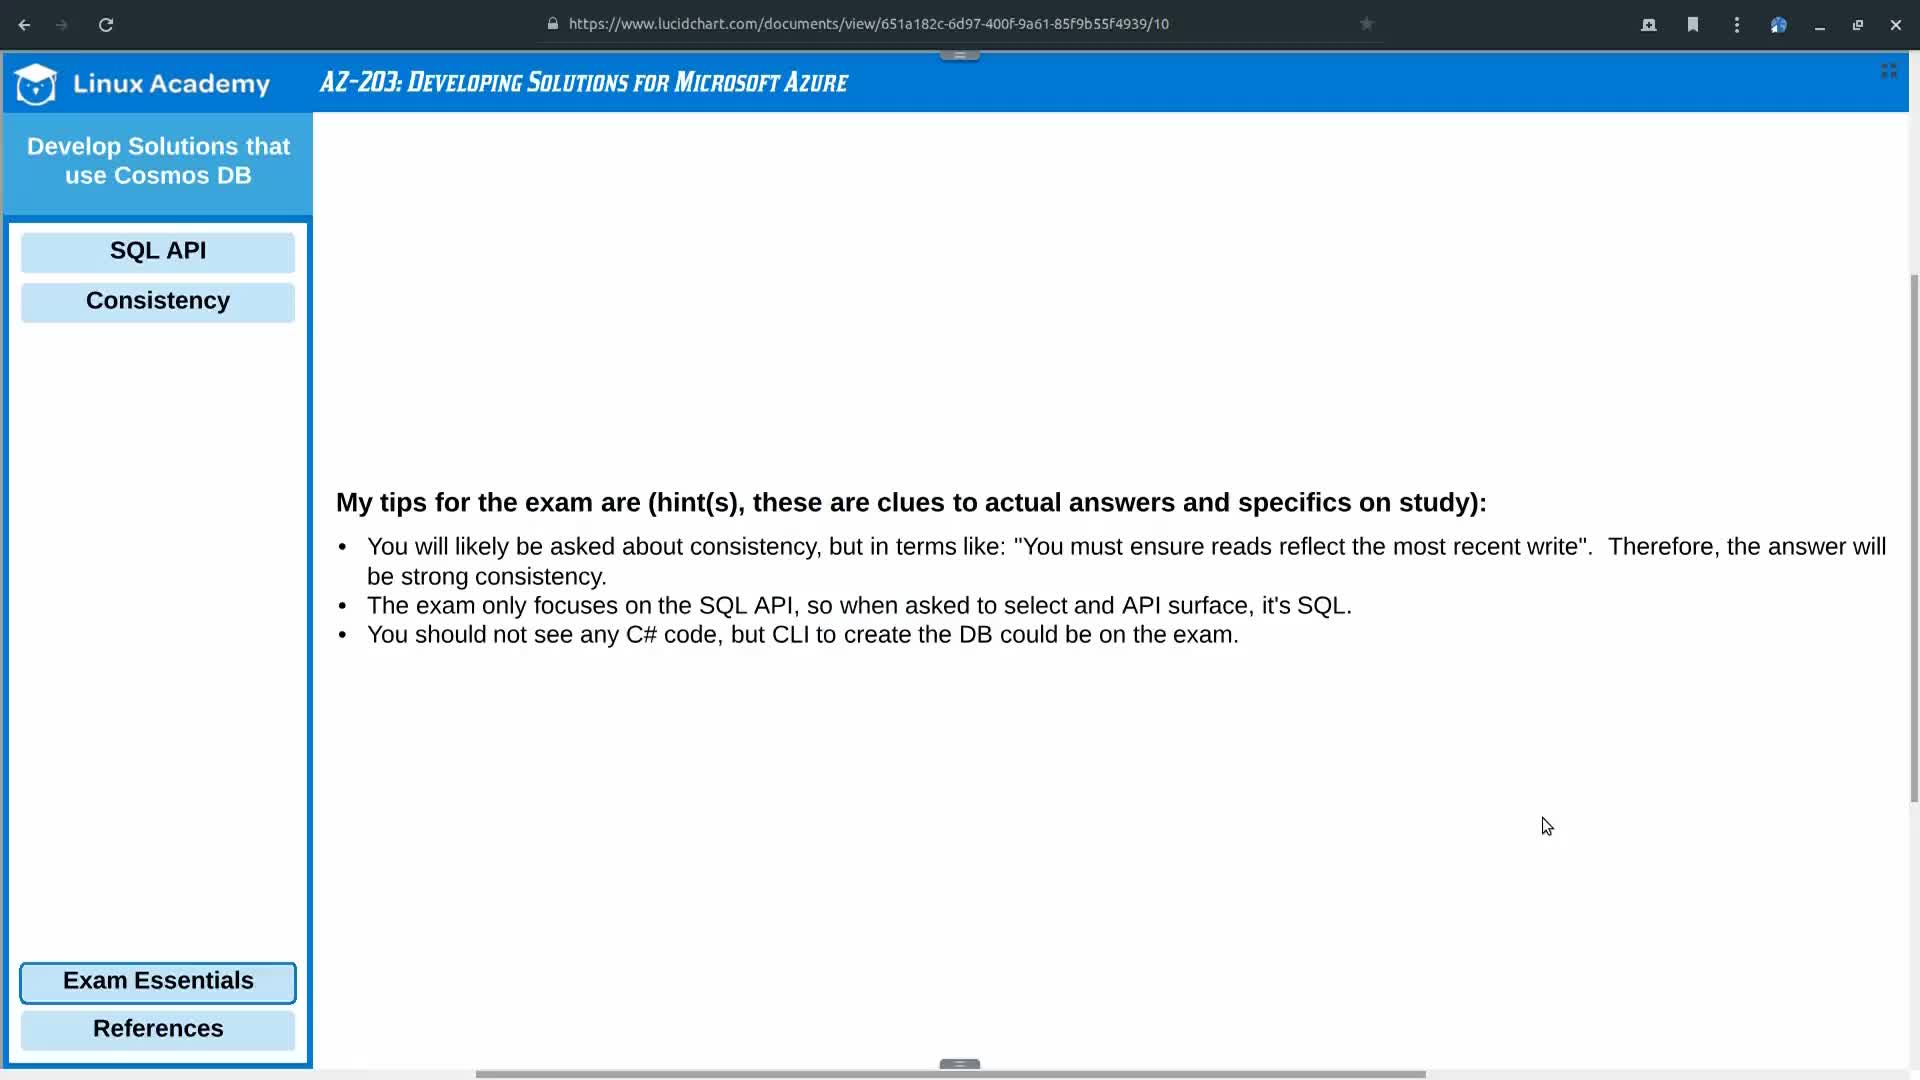 https://www.lucidchart.com/documents/view/651a182c-6d97-400f-9a61-85f9b55f4939/10
Linux Academy
AZ-203: Developing Solutions for Microsoft Azure
Develop Solutions that
use Cosmos DB
SQL API
Consistency
My tips for the exam are (hint(s), these are clues to actual answers and specifics on study):
• You will likely be asked about consistency, but in terms like: "You must ensure reads reflect the most recent write".  Therefore, the answer will
be strong consistency.
• The exam only focuses on the SQL API, so when asked to select and API surface, it's SQL.
• You should not see any C# code, but CLI to create the DB could be on the exam.
Exam Essentials
References